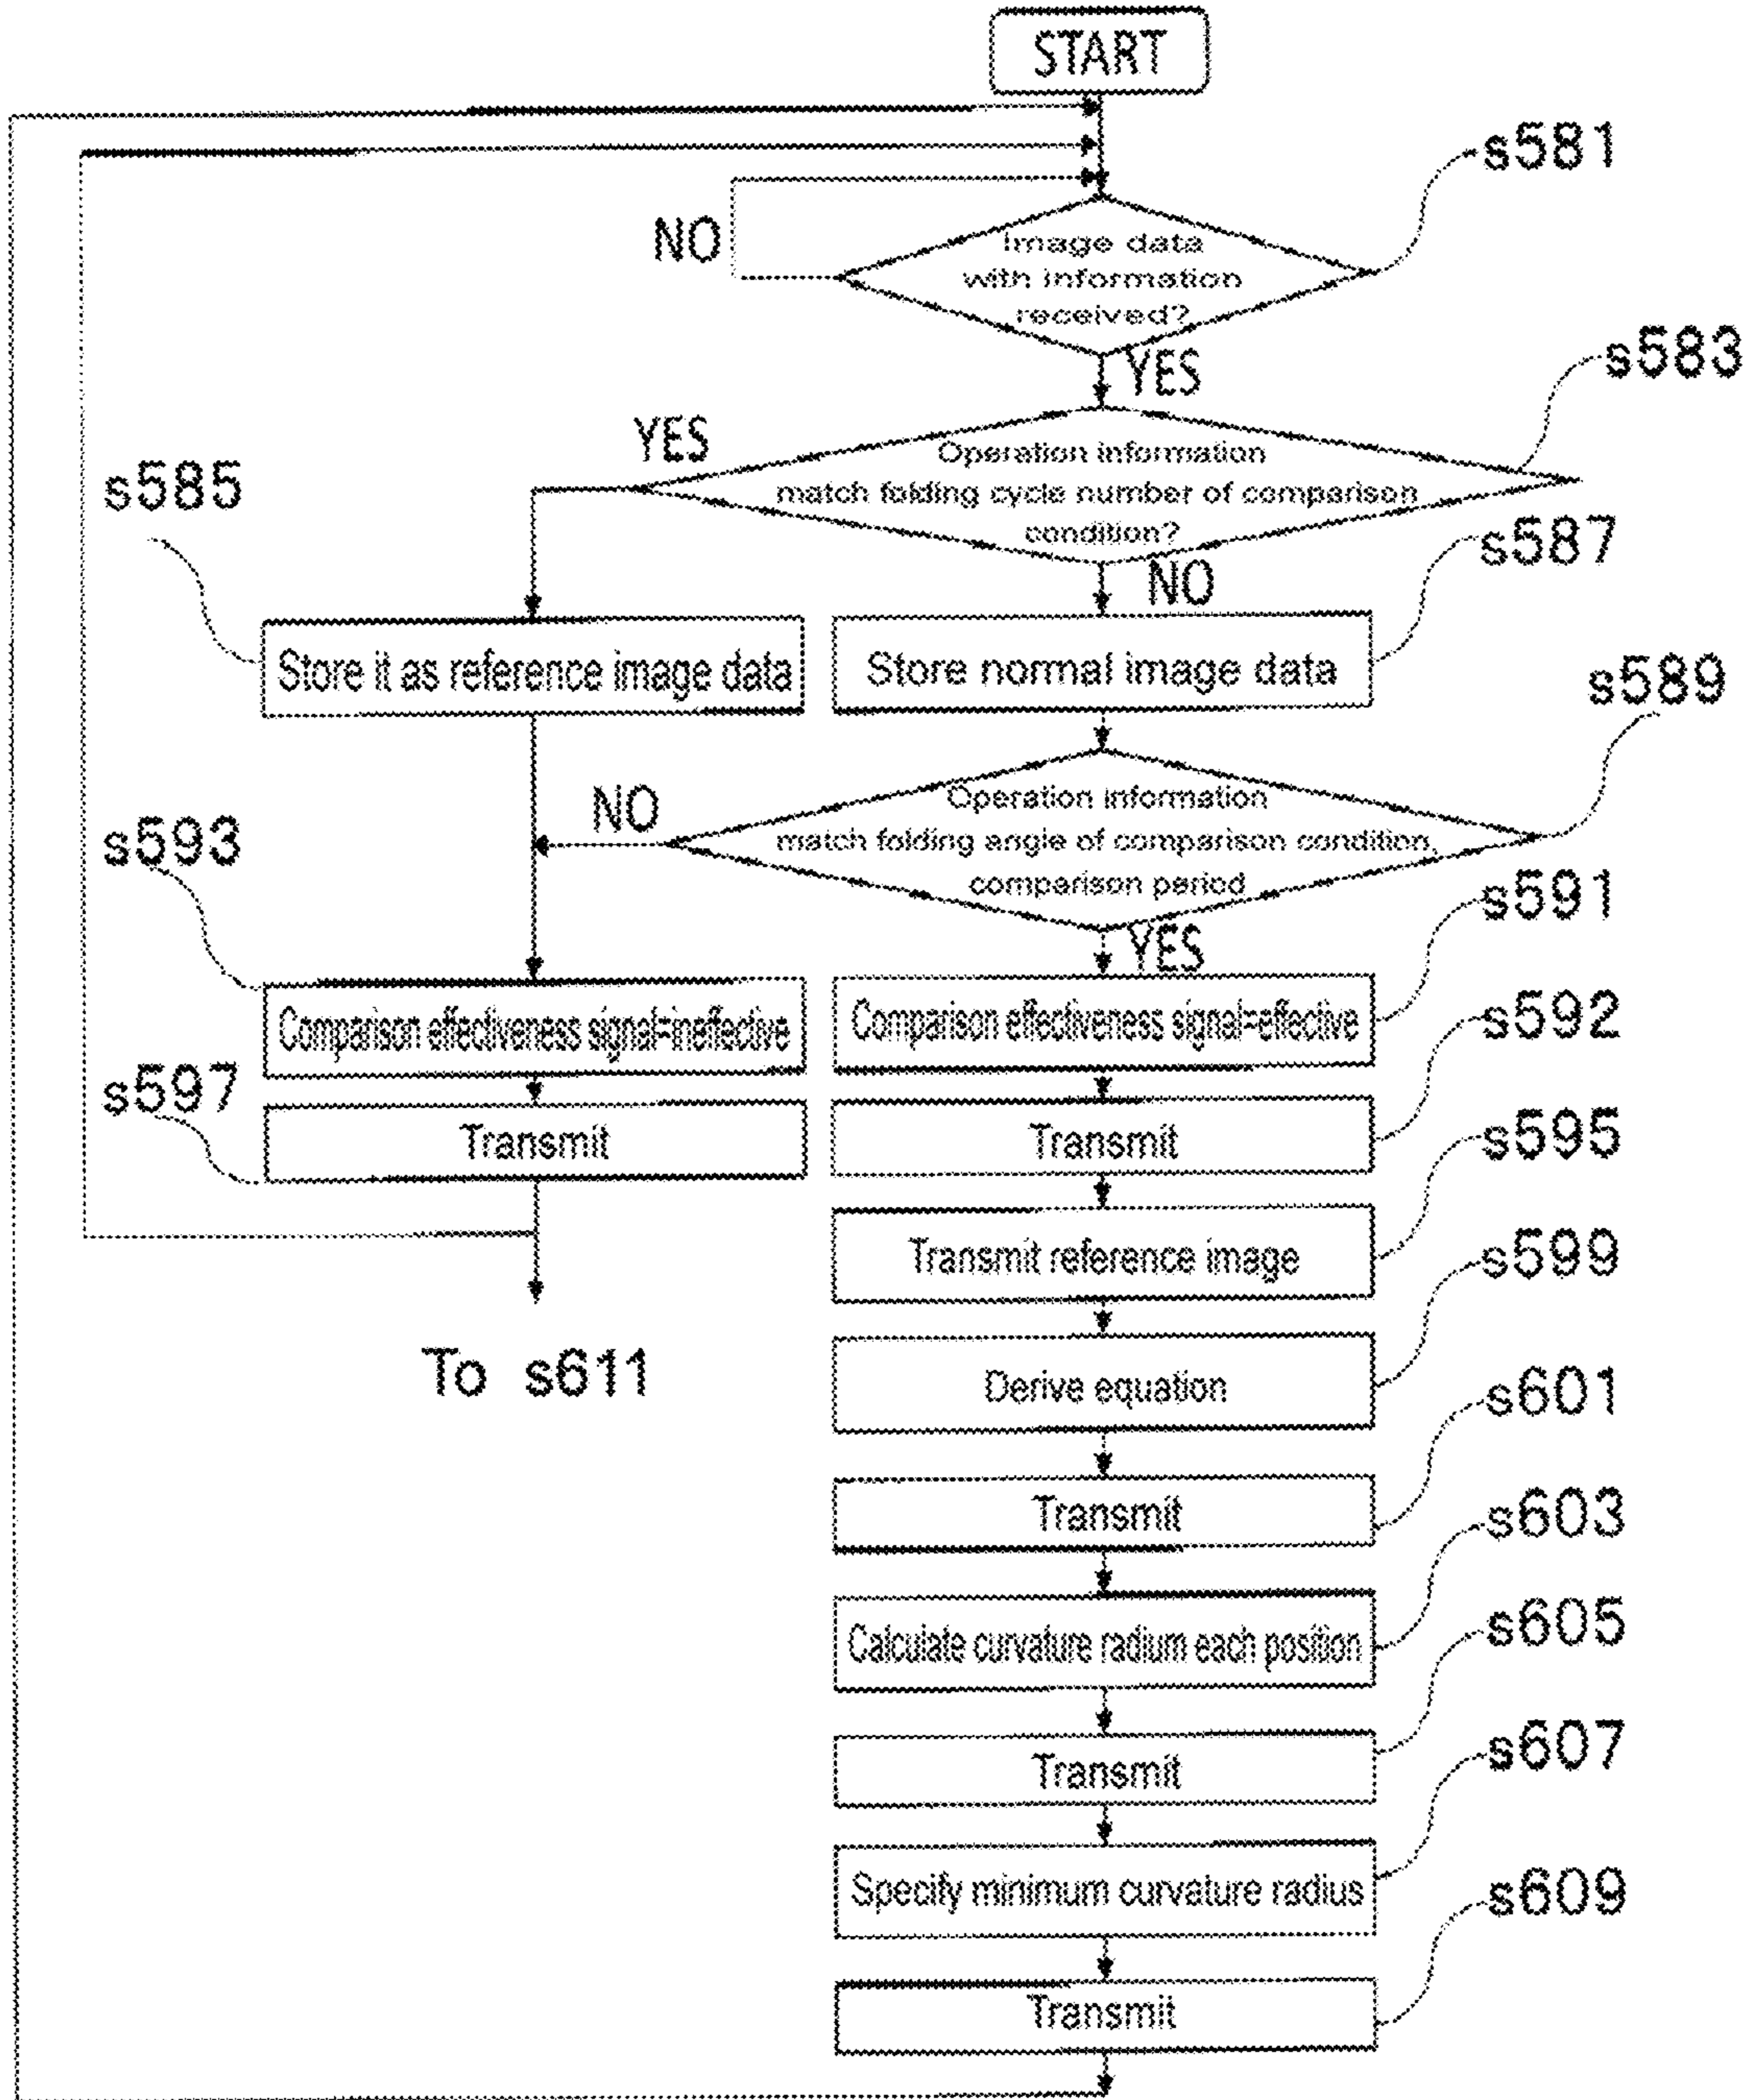 START
s581
NO
Image data
with information
received?
YES
s583
YES
Operation information
match folding cycle number of comparison
condition?
s585
s587
NO
Store it as reference image data
Store normal image data
s589
NO
Operation information
match folding angle of comparison condition,
comparison period
s593
s591
YES
Comparison effectiveness signal=ineffective
Comparison effectiveness signal=effective
s592
s597
Transmit
Transmit
s595
Transmit reference image
s599
To s611
Derive equation
s601
Transmit
s603
Calculate curvature radium each position
s605
Transmit
s607
Specify minimum curvature radius
s609
Transmit